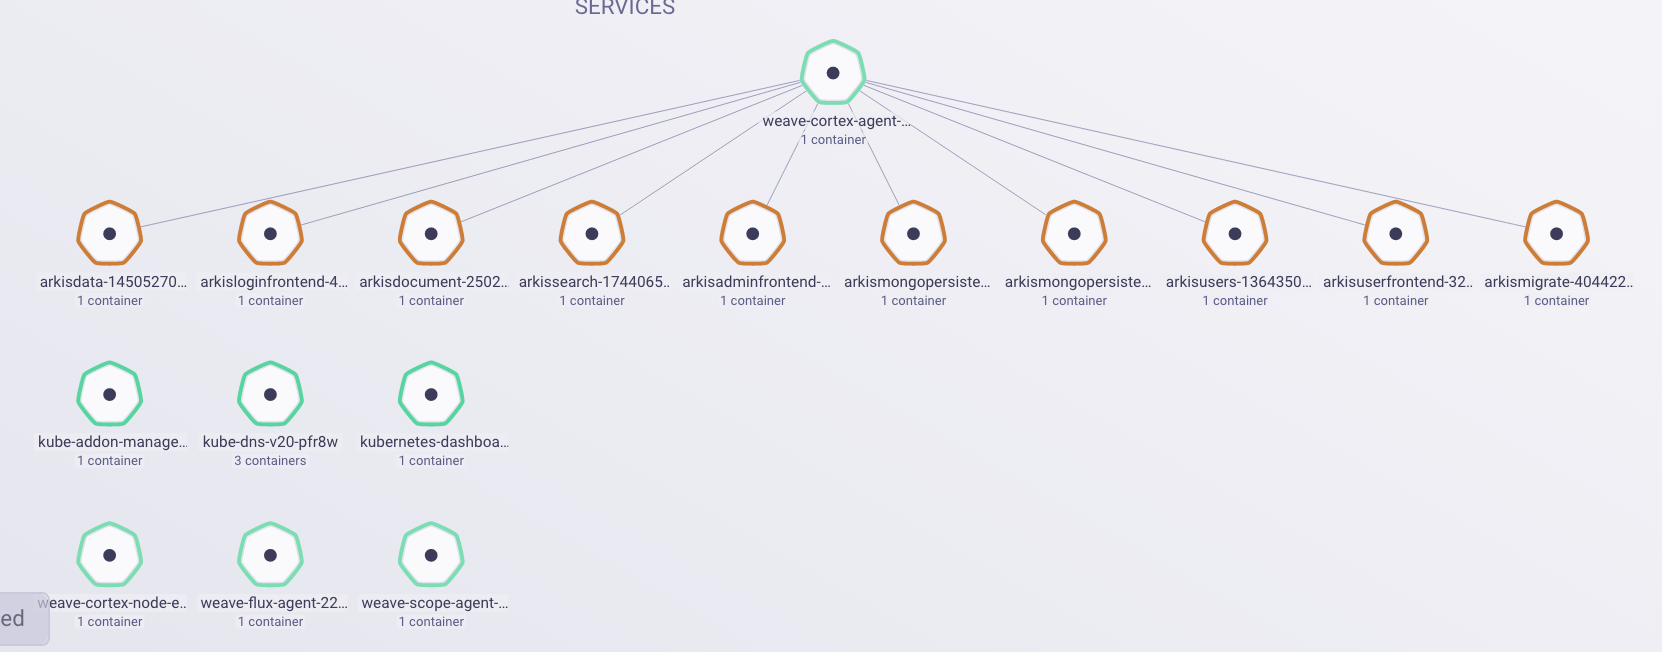 SERVICES
weave-cortex-agent-...
1 container
arkisdata-14505270...
1 container
arkisloginfrontend-4...
1 container
arkisdocument-2502...
1 container
arkissearch-1744065...
1 container
arkisadminfrontend-...
1 container
arkismongopersiste...
1 container
arkismongopersiste...
1 container
arkisusers-1364350...
1 container
arkisuserfrontend-32...
1 container
arkismigrate-404422...
1 container
kube-addon-manage...
1 container
kube-dns-v20-pfr8w
3 containers
kubernetes-dashboa...
1 container
weave-cortex-node-e...
1 container
weave-flux-agent-22...
1 container
weave-scope-agent-...
1 container
ed